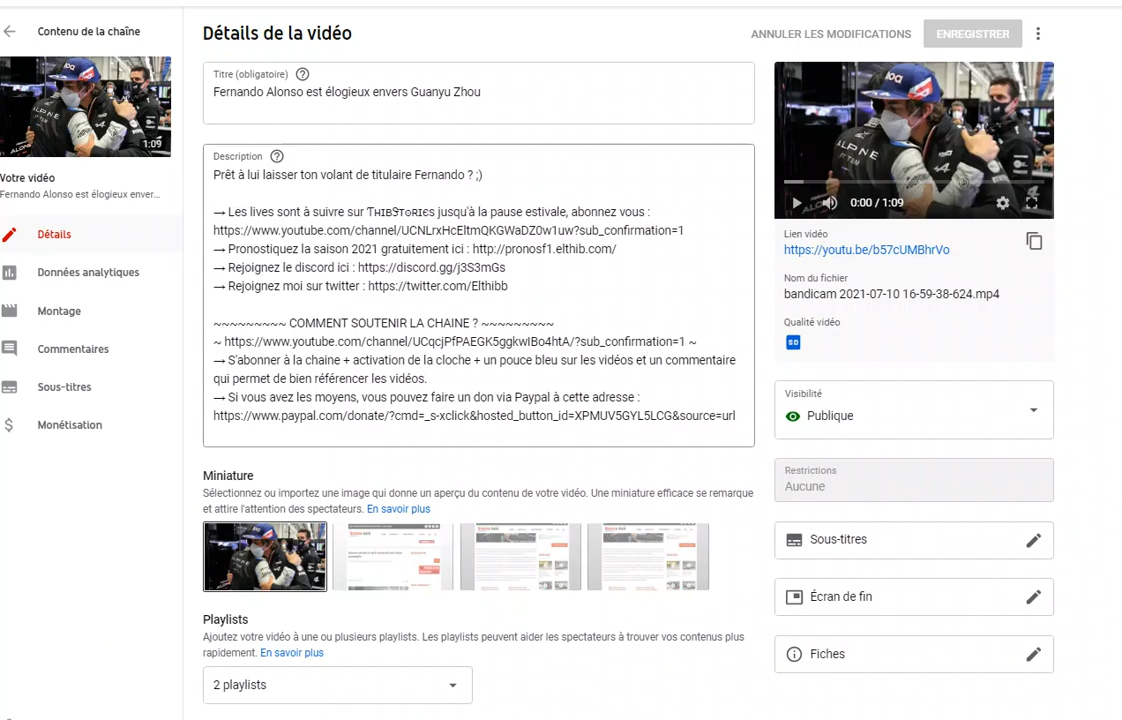 Contenu de la chaîne
1:09
Votre vidéo
Fernando Alonso est élogieux enver...
Détails
Données analytiques
Montage
Commentaires
Sous-titres
Monétisation
Détails de la vidéo
ANNULER LES MODIFICATIONS
ENREGISTRER
Titre (obligatoire)
Fernando Alonso est élogieux envers Guanyu Zhou
Description
Prêt à lui laisser ton volant de titulaire Fernando ? ;)
→ Les lives sont à suivre sur ƬʜɪʙᎦᴛᴏʀɪєꜱ jusqu'à la pause estivale, abonnez vous :
https://www.youtube.com/channel/UCNLrxHcEltmQKGWaDZ0w1uw?sub_confirmation=1
→ Pronostiquez la saison 2021 gratuitement ici : http://pronosf1.elthib.com/
→ Rejoignez le discord ici : https://discord.gg/j3S3mGs
→ Rejoignez moi sur twitter : https://twitter.com/Elthibb
~~~~~~~~~ COMMENT SOUTENIR LA CHAINE ? ~~~~~~~~~
~ https://www.youtube.com/channel/UCqcjPfPAEGK5ggkwIBo4htA/?sub_confirmation=1 ~
→ S'abonner à la chaine + activation de la cloche + un pouce bleu sur les vidéos et un commentaire
qui permet de bien référencer les vidéos.
→ Si vous avez les moyens, vous pouvez faire un don via Paypal à cette adresse :
https://www.paypal.com/donate/?cmd=_s-xclick&hosted_button_id=XPMUV5GYL5LCG&source=url
Miniature
Sélectionnez ou importez une image qui donne un aperçu du contenu de votre vidéo. Une miniature efficace se remarque
et attire l'attention des spectateurs. En savoir plus
Playlists
Ajoutez votre vidéo à une ou plusieurs playlists. Les playlists peuvent aider les spectateurs à trouver vos contenus plus
rapidement. En savoir plus
2 playlists
ALPINE
F1 TEAM
0:00 / 1:09
Lien vidéo
https://youtu.be/b57cUMBhrVo
Nom du fichier
bandicam 2021-07-10 16-59-38-624.mp4
Qualité vidéo
SD
Visibilité
Publique
Restrictions
Aucune
Sous-titres
Écran de fin
Fiches